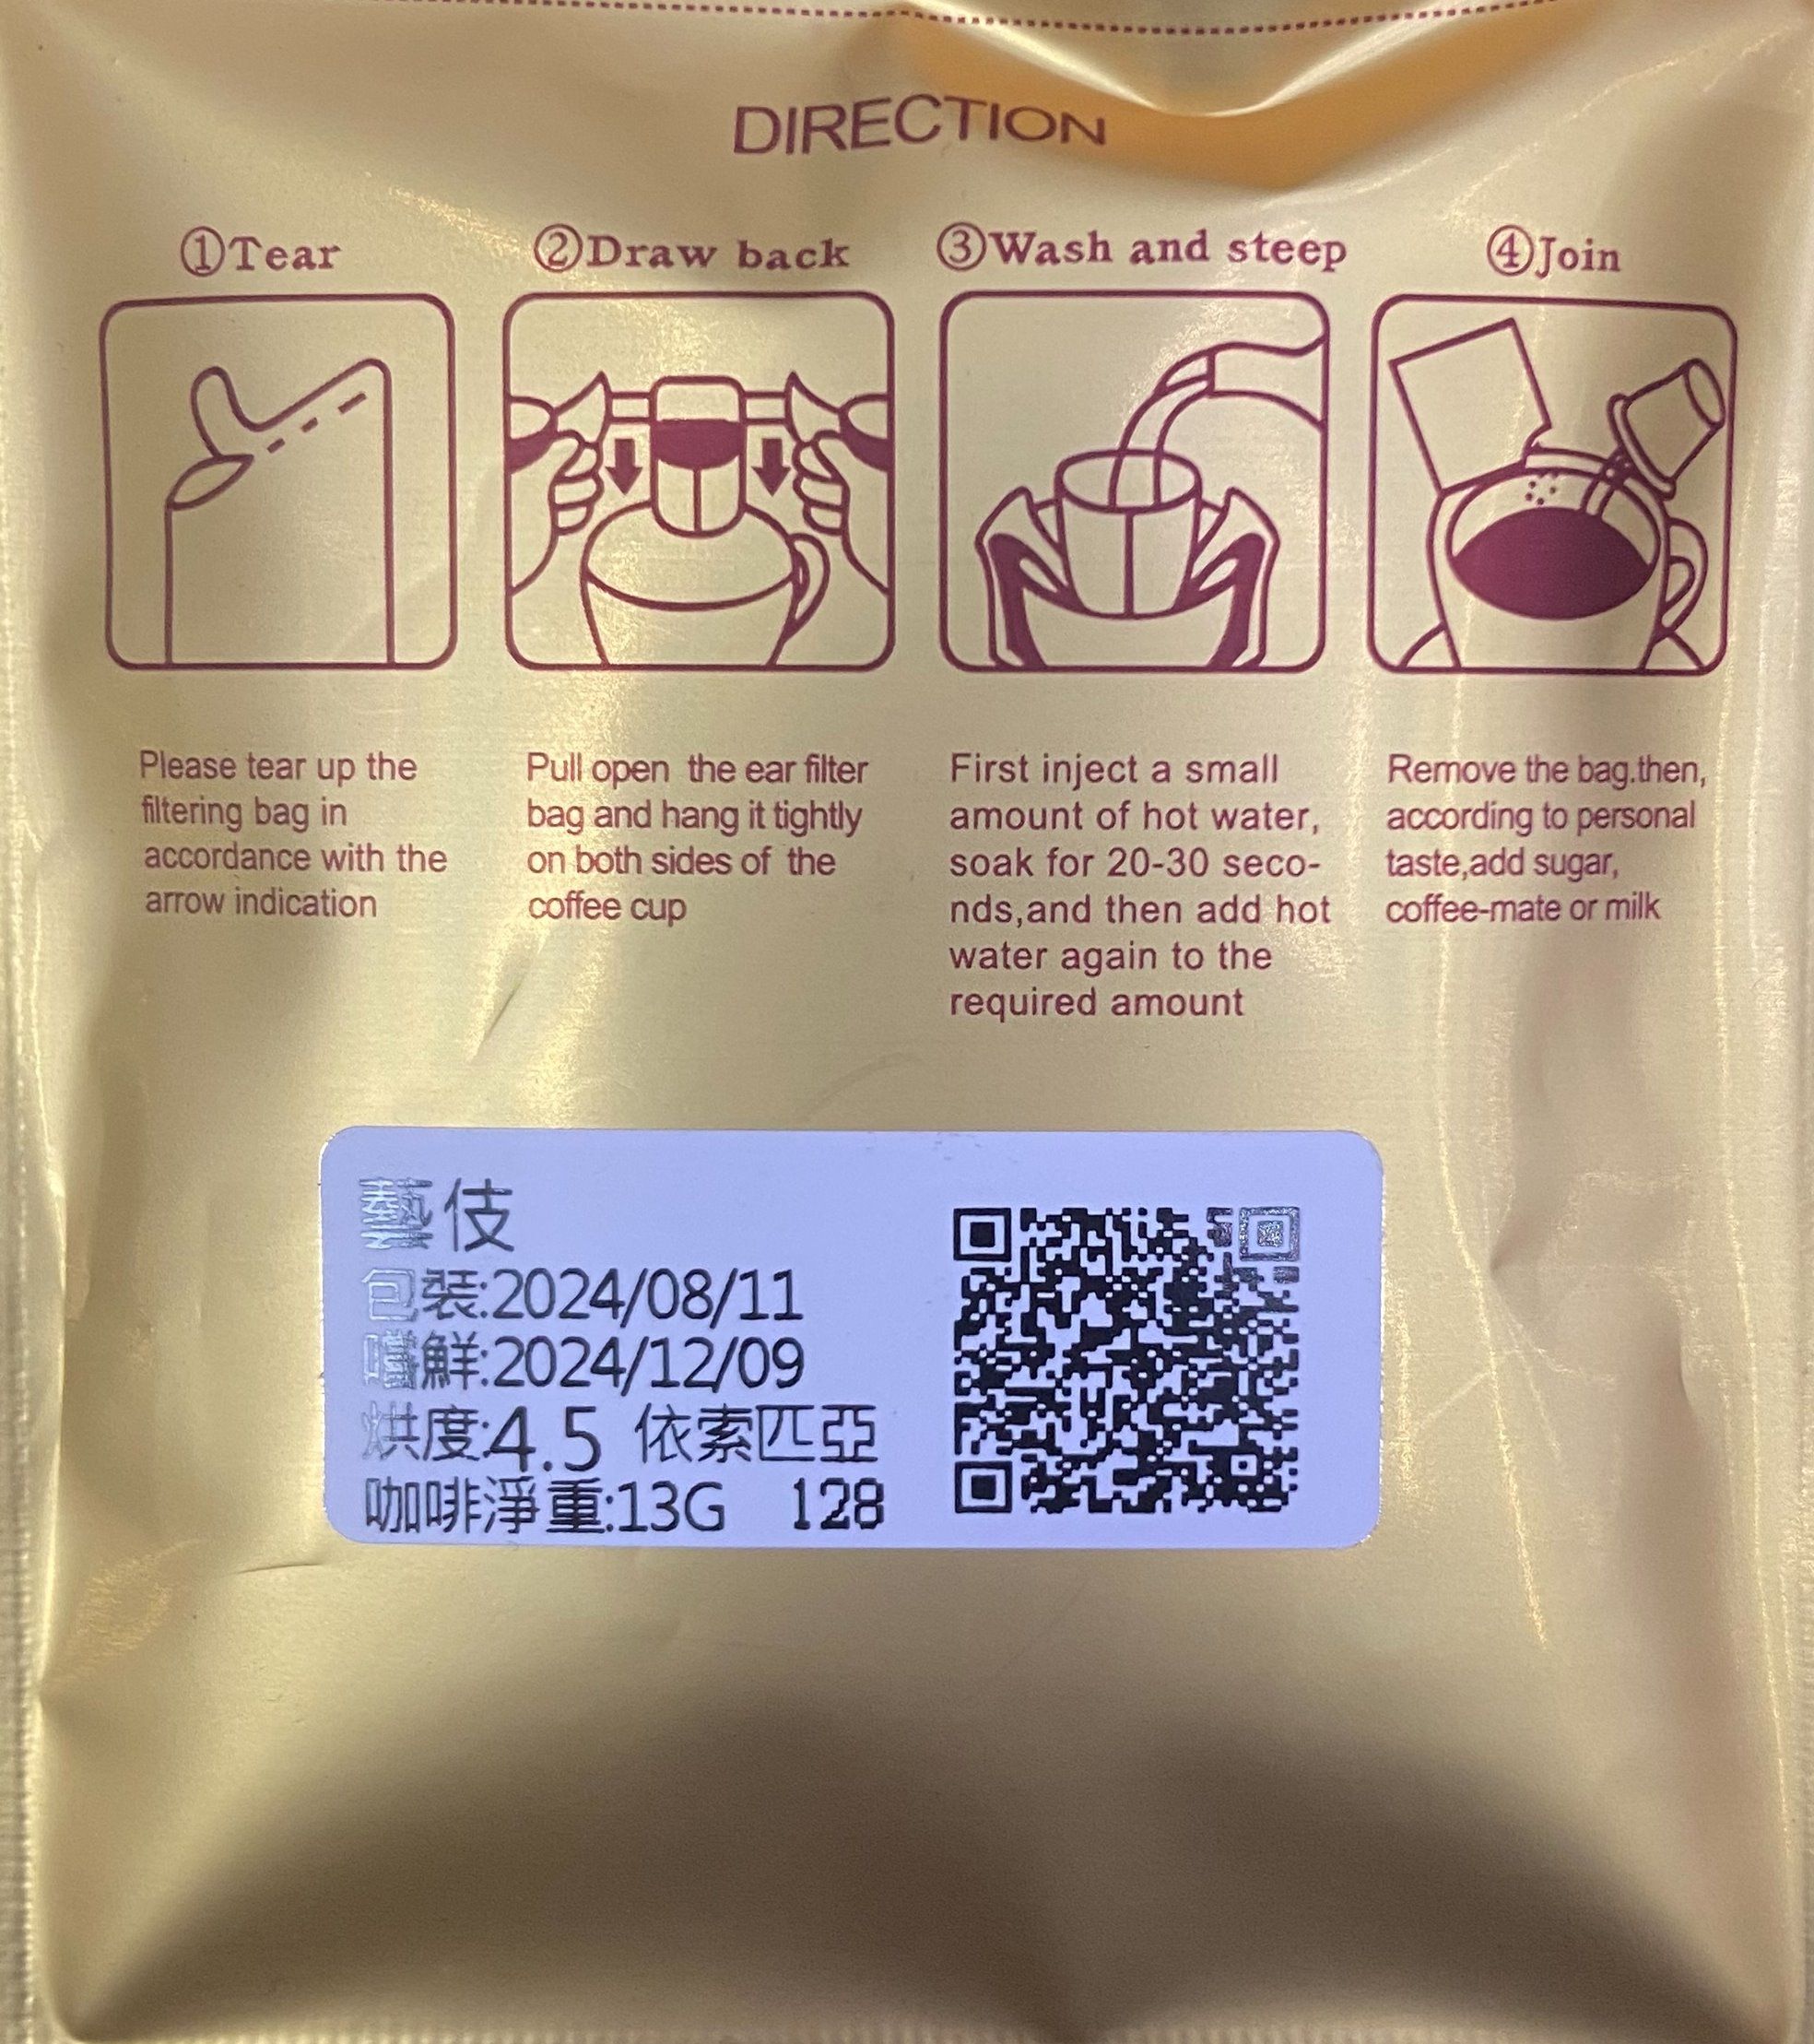 DIRECTION
①Tear
②Draw back
③Wash and steep
④Join
Please tear up the
filtering bag in
accordance with the
arrow indication
Pull open the ear filter
bag and hang it tightly
on both sides of the
coffee cup
First inject a small
amount of hot water,
soak for 20-30 seco-
nds,and then add hot
water again to the
required amount
Remove the bag.then,
according to personal
taste,add sugar,
coffee-mate or milk
藝伎
包裝:2024/08/11
嚐鮮:2024/12/09
烘度:4.5 依索匹亞
咖啡淨重:13G 128